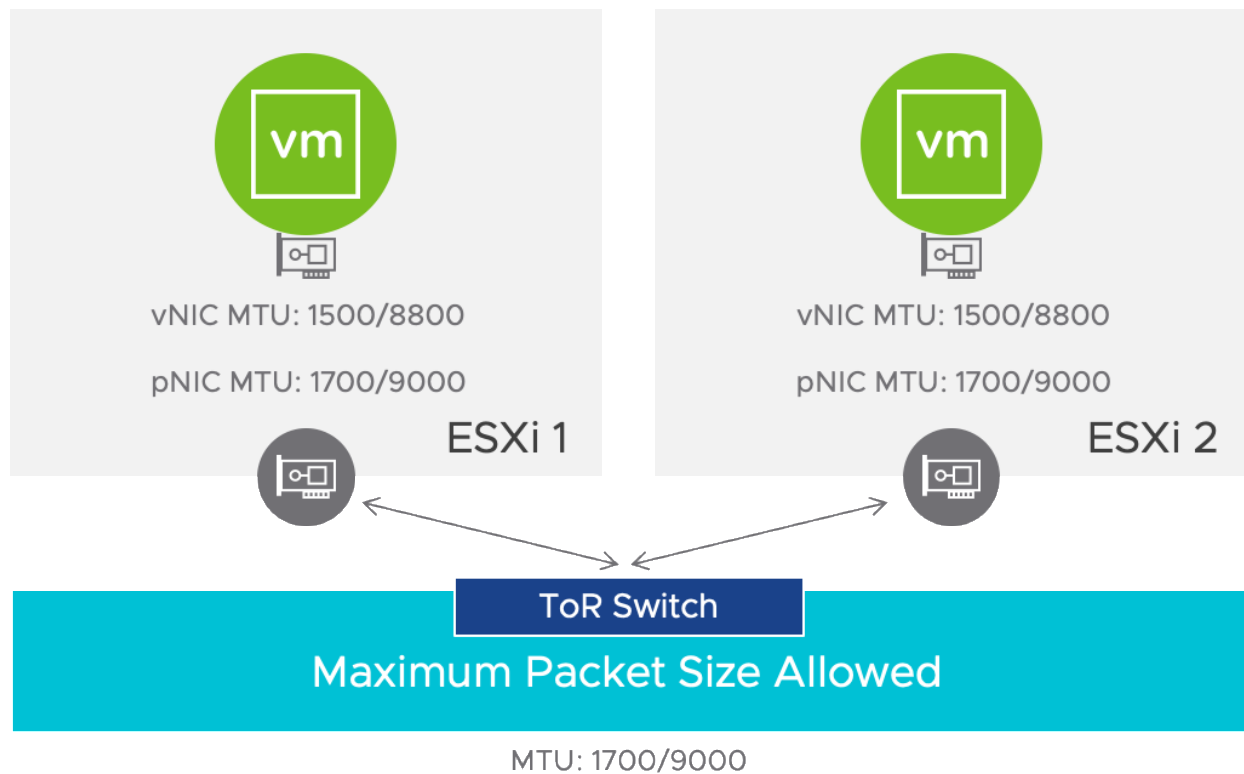 vm
vNIC MTU: 1500/8800
pNIC MTU: 1700/9000
ESXi 1
vm
vNIC MTU: 1500/8800
pNIC MTU: 1700/9000
ESXi 2
ToR Switch
Maximum Packet Size Allowed
MTU: 1700/9000